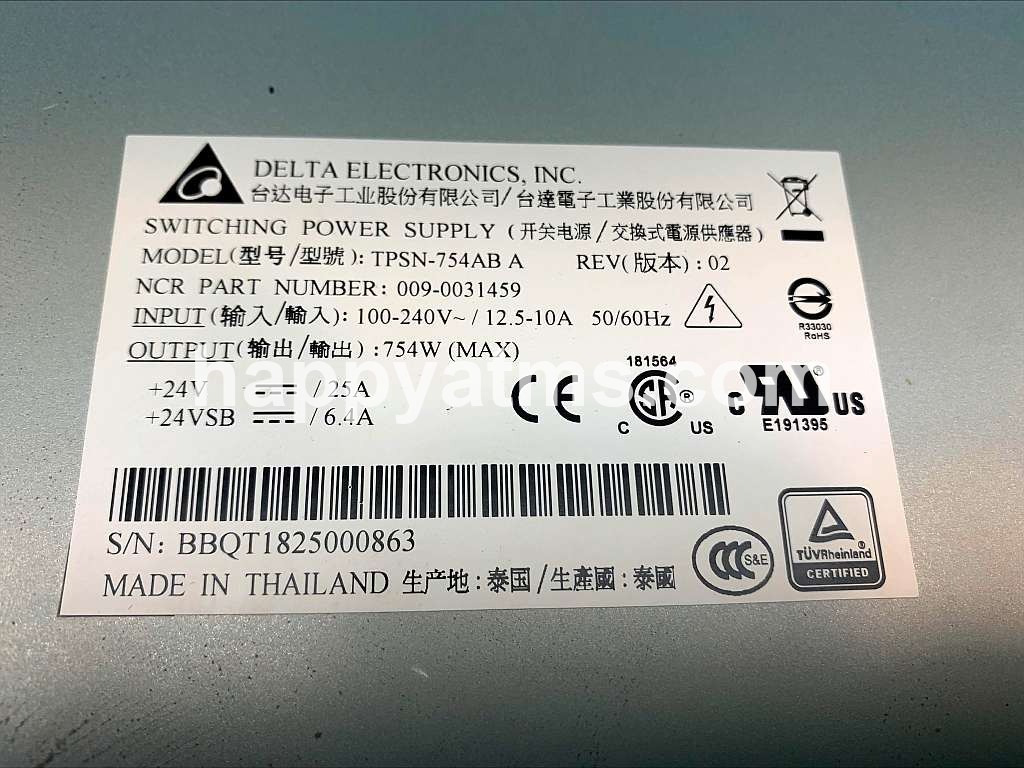 DELTA ELECTRONICS, INC.
台达电子工业股份有限公司/台達電子工業股份有限公司
SWITCHING POWER SUPPLY (开关电源/交換式電源供應器)
MODEL(型号/型號): TPSN-754AB A REV(版本): 02
NCR PART NUMBER: 009-0031459
INPUT(输入/輸入): 100-240V~ / 12.5-10A 50/60Hz
R33030
RoHS
OUTPUT(输出/輸出): 754W (MAX)
+24V ⎓ / 25A
+24VSB ⎓ / 6.4A
CE
181564
SA ®
C US
c UL ® US
E191395
happyatms.com
S/N: BBQT1825000863
MADE IN THAILAND 生产地:泰国/生產國:泰國
CCC S&E
TÜVRheinland ®
CERTIFIED